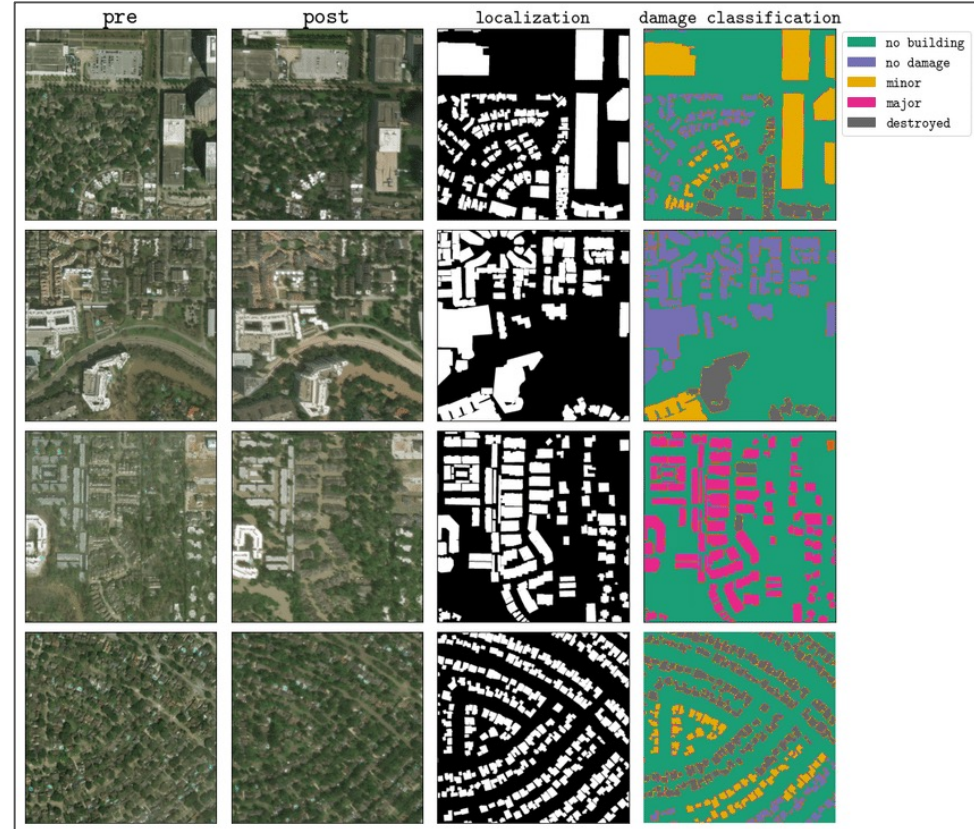 pre post localization damage classification
no building
no damage
minor
major
destroyed